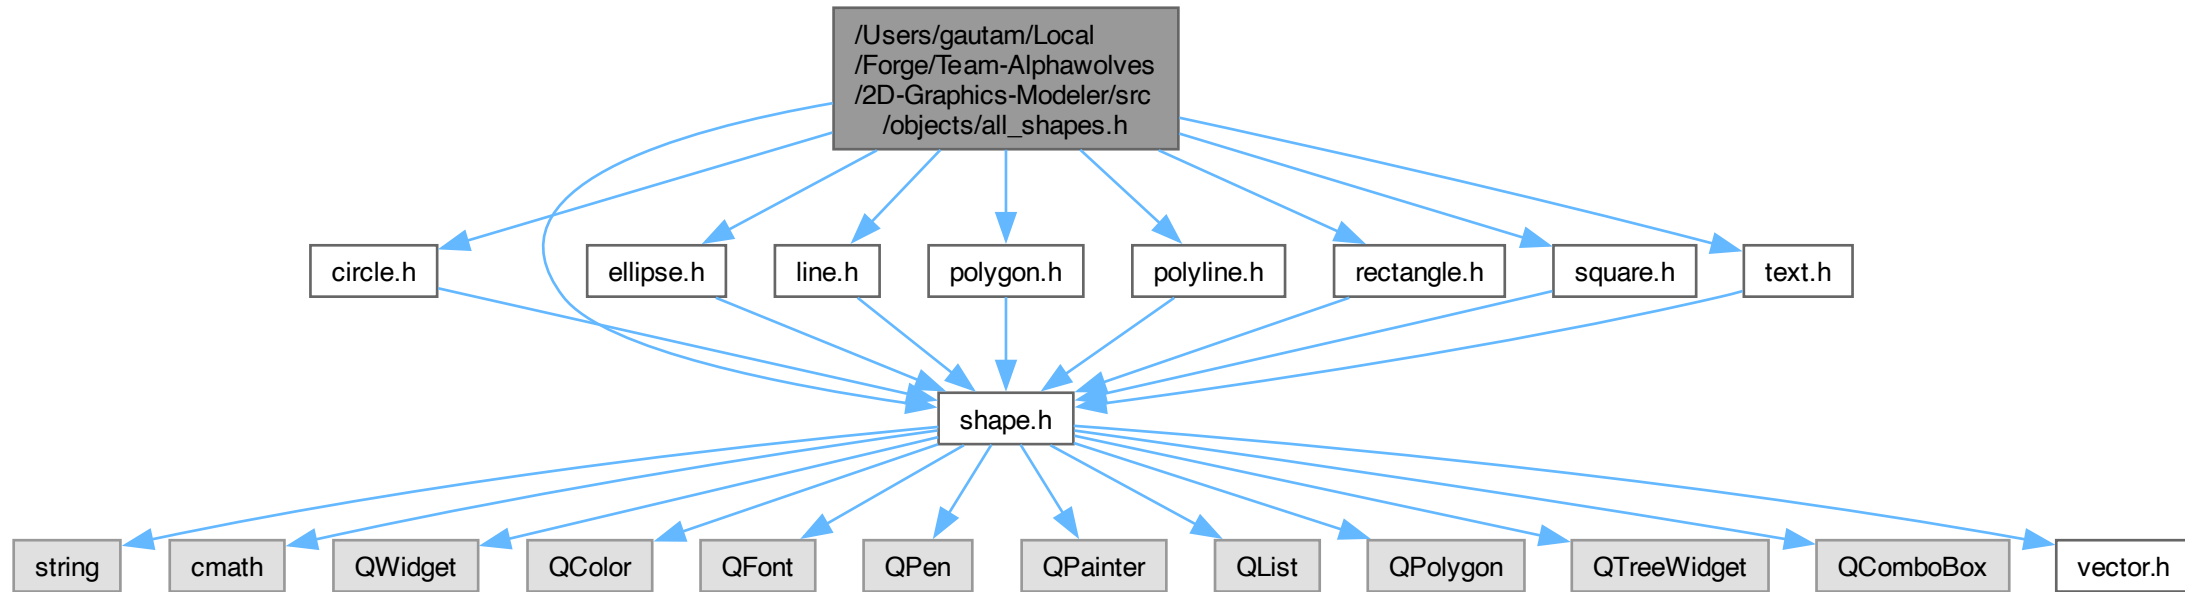 /Users/gautam/Local
/Forge/Team-Alphawolves
/2D-Graphics-Modeler/src
/objects/all_shapes.h
circle.h
ellipse.h
line.h
polygon.h
polyline.h
rectangle.h
square.h
text.h
shape.h
string
cmath
QWidget
QColor
QFont
QPen
QPainter
QList
QPolygon
QTreeWidget
QComboBox
vector.h